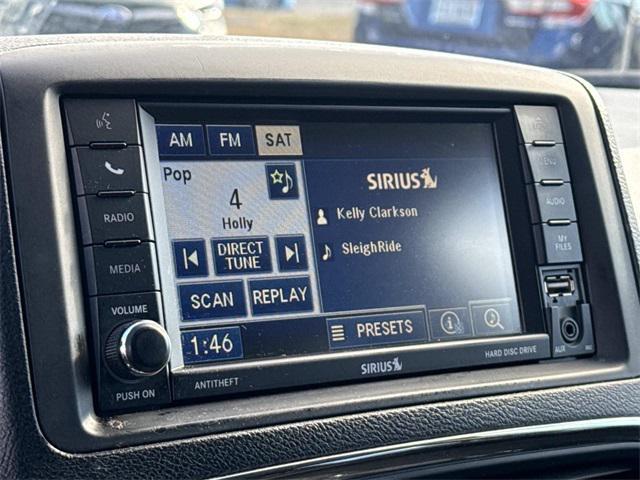 AM FM SAT
Pop
4
Holly
DIRECT
TUNE
SCAN REPLAY
1:46
SIRIUS
Kelly Clarkson
SleighRide
PRESETS
RADIO
MEDIA
VOLUME
PUSH ON
MENU
AUDIO
MY
FILES
AUX
ANTITHEFT
SIRIUS
HARD DISC DRIVE